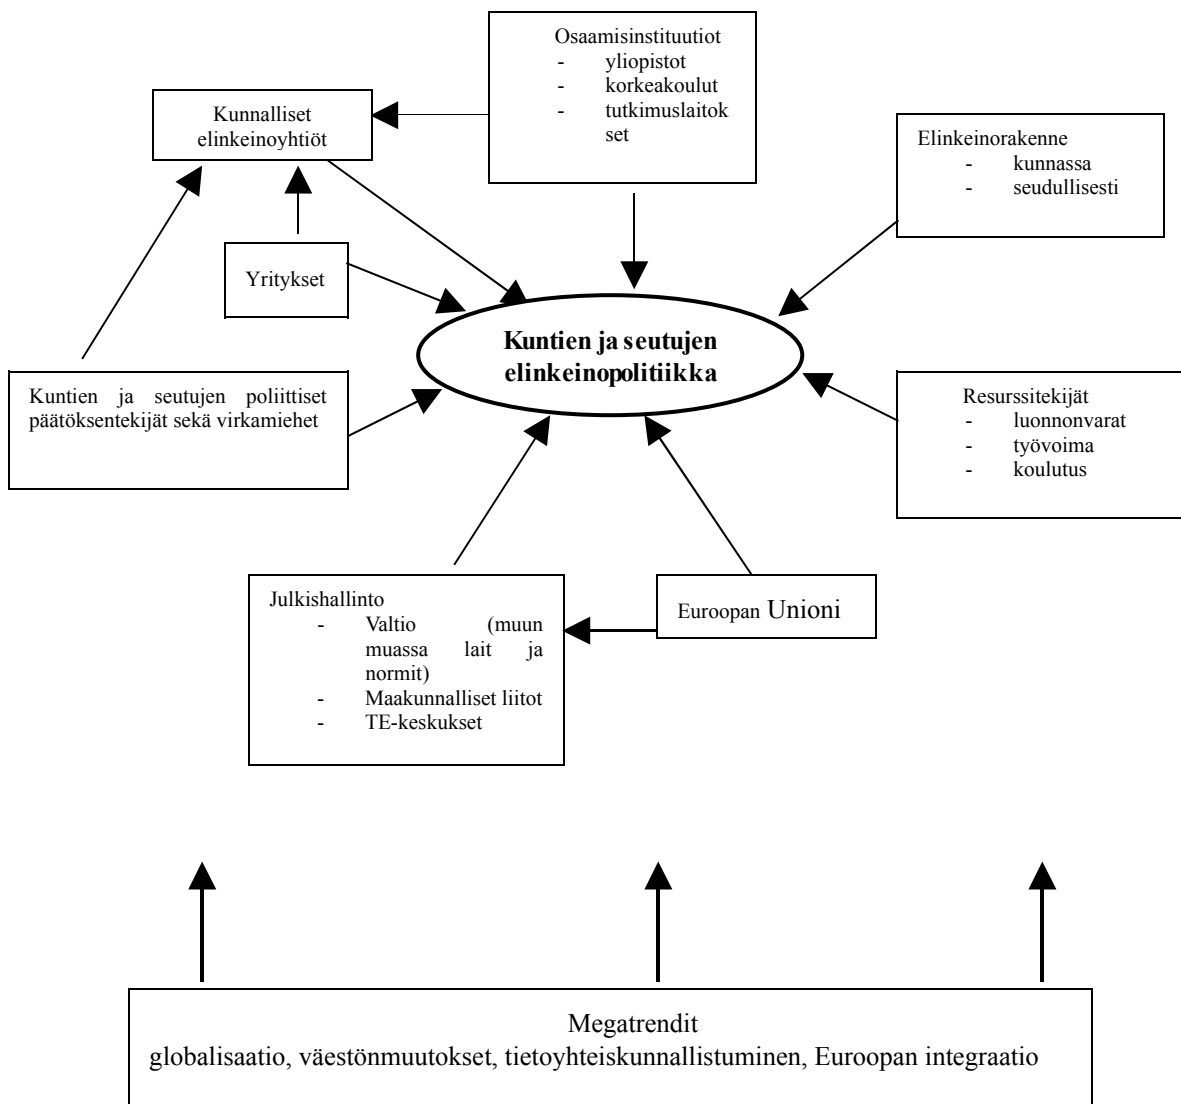 Osaamisinstituutiot
- yliopistot
- korkeakoulut
- tutkimuslaitok
set
Kunnalliset
elinkeinoyhtiöt
Elinkeinorakenne
- kunnassa
- seudullisesti
Yritykset
Kuntien ja seutujen
elinkeinopolitiikka
Kuntien ja seutujen poliittiset
päätöksentekijät sekä virkamiehet
Resurssitekijät
- luonnonvarat
- työvoima
- koulutus
Julkishallinto
- Valtio (muun
muassa lait ja
normit)
- Maakunnalliset liitot
- TE-keskukset
Euroopan Unioni
Megatrendit
globalisaatio, väestönmuutokset, tietoyhteiskunnallistuminen, Euroopan integraatio